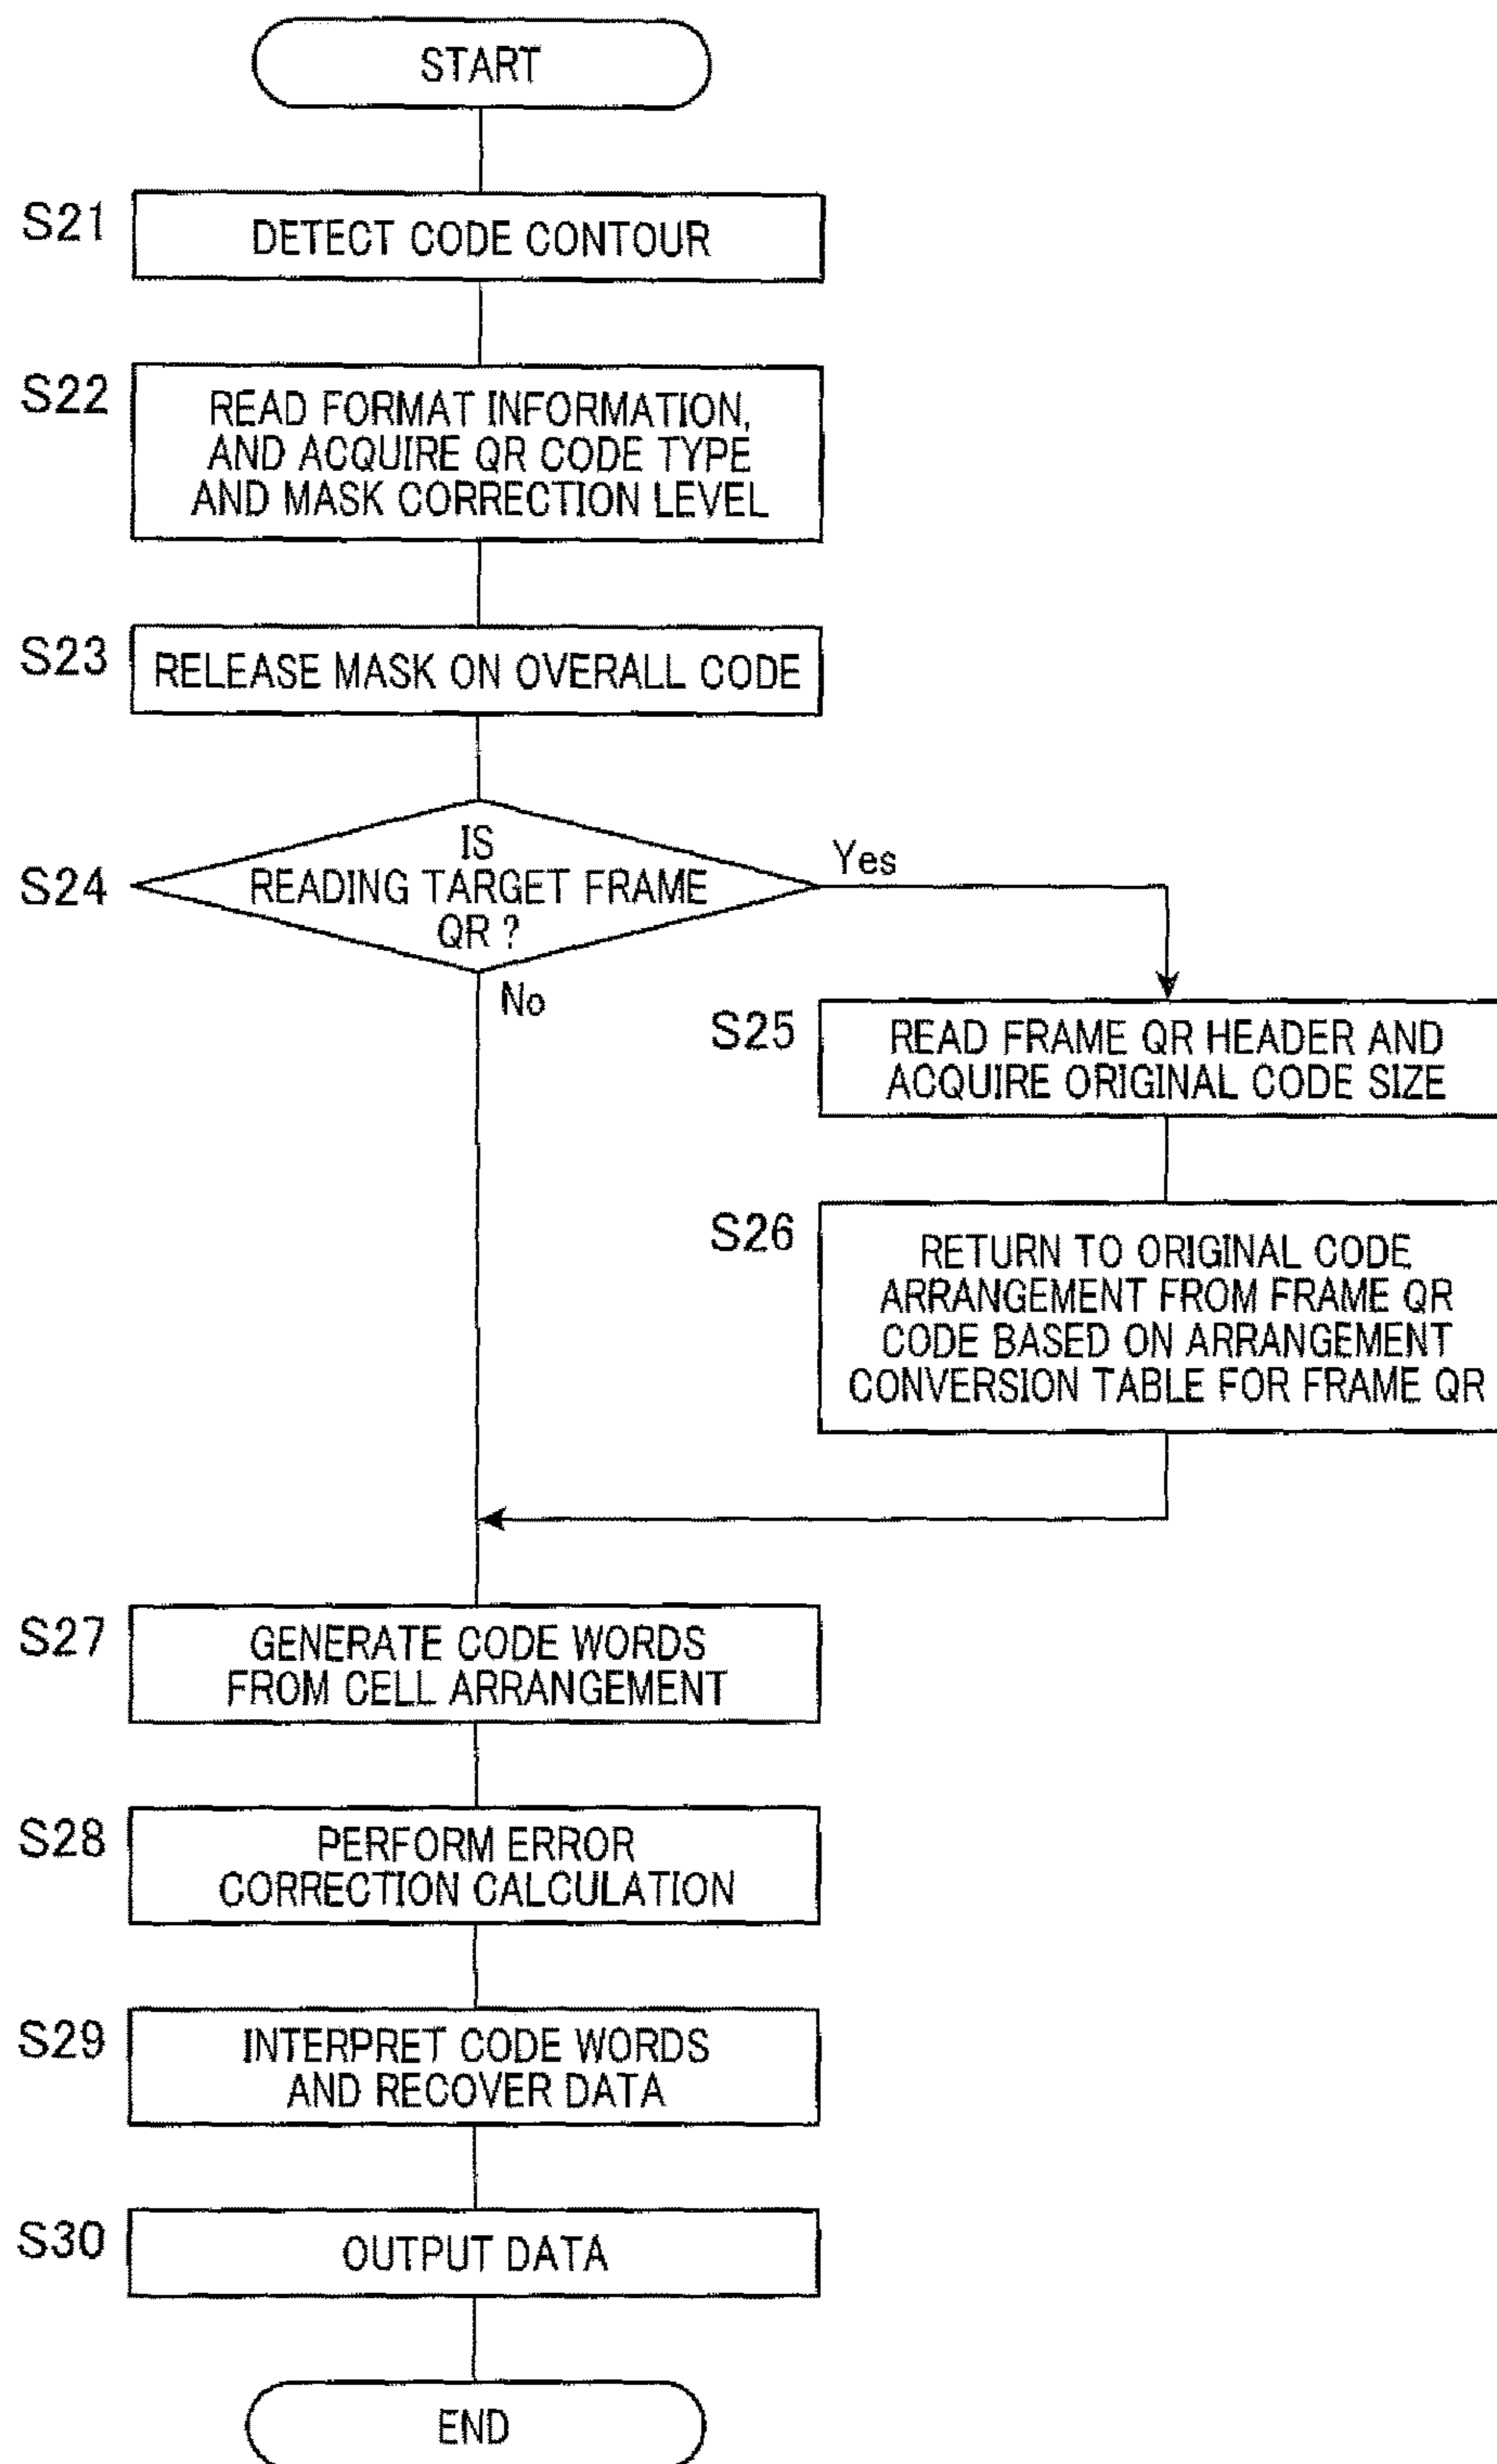 START
S21
DETECT CODE CONTOUR
S22
READ FORMAT INFORMATION,
AND ACQUIRE QR CODE TYPE
AND MASK CORRECTION LEVEL
S23
RELEASE MASK ON OVERALL CODE
S24
IS
READING TARGET FRAME
QR ?
Yes
No
S25
READ FRAME QR HEADER AND
ACQUIRE ORIGINAL CODE SIZE
S26
RETURN TO ORIGINAL CODE
ARRANGEMENT FROM FRAME QR
CODE BASED ON ARRANGEMENT
CONVERSION TABLE FOR FRAME QR
S27
GENERATE CODE WORDS
FROM CELL ARRANGEMENT
S28
PERFORM ERROR
CORRECTION CALCULATION
S29
INTERPRET CODE WORDS
AND RECOVER DATA
S30
OUTPUT DATA
END